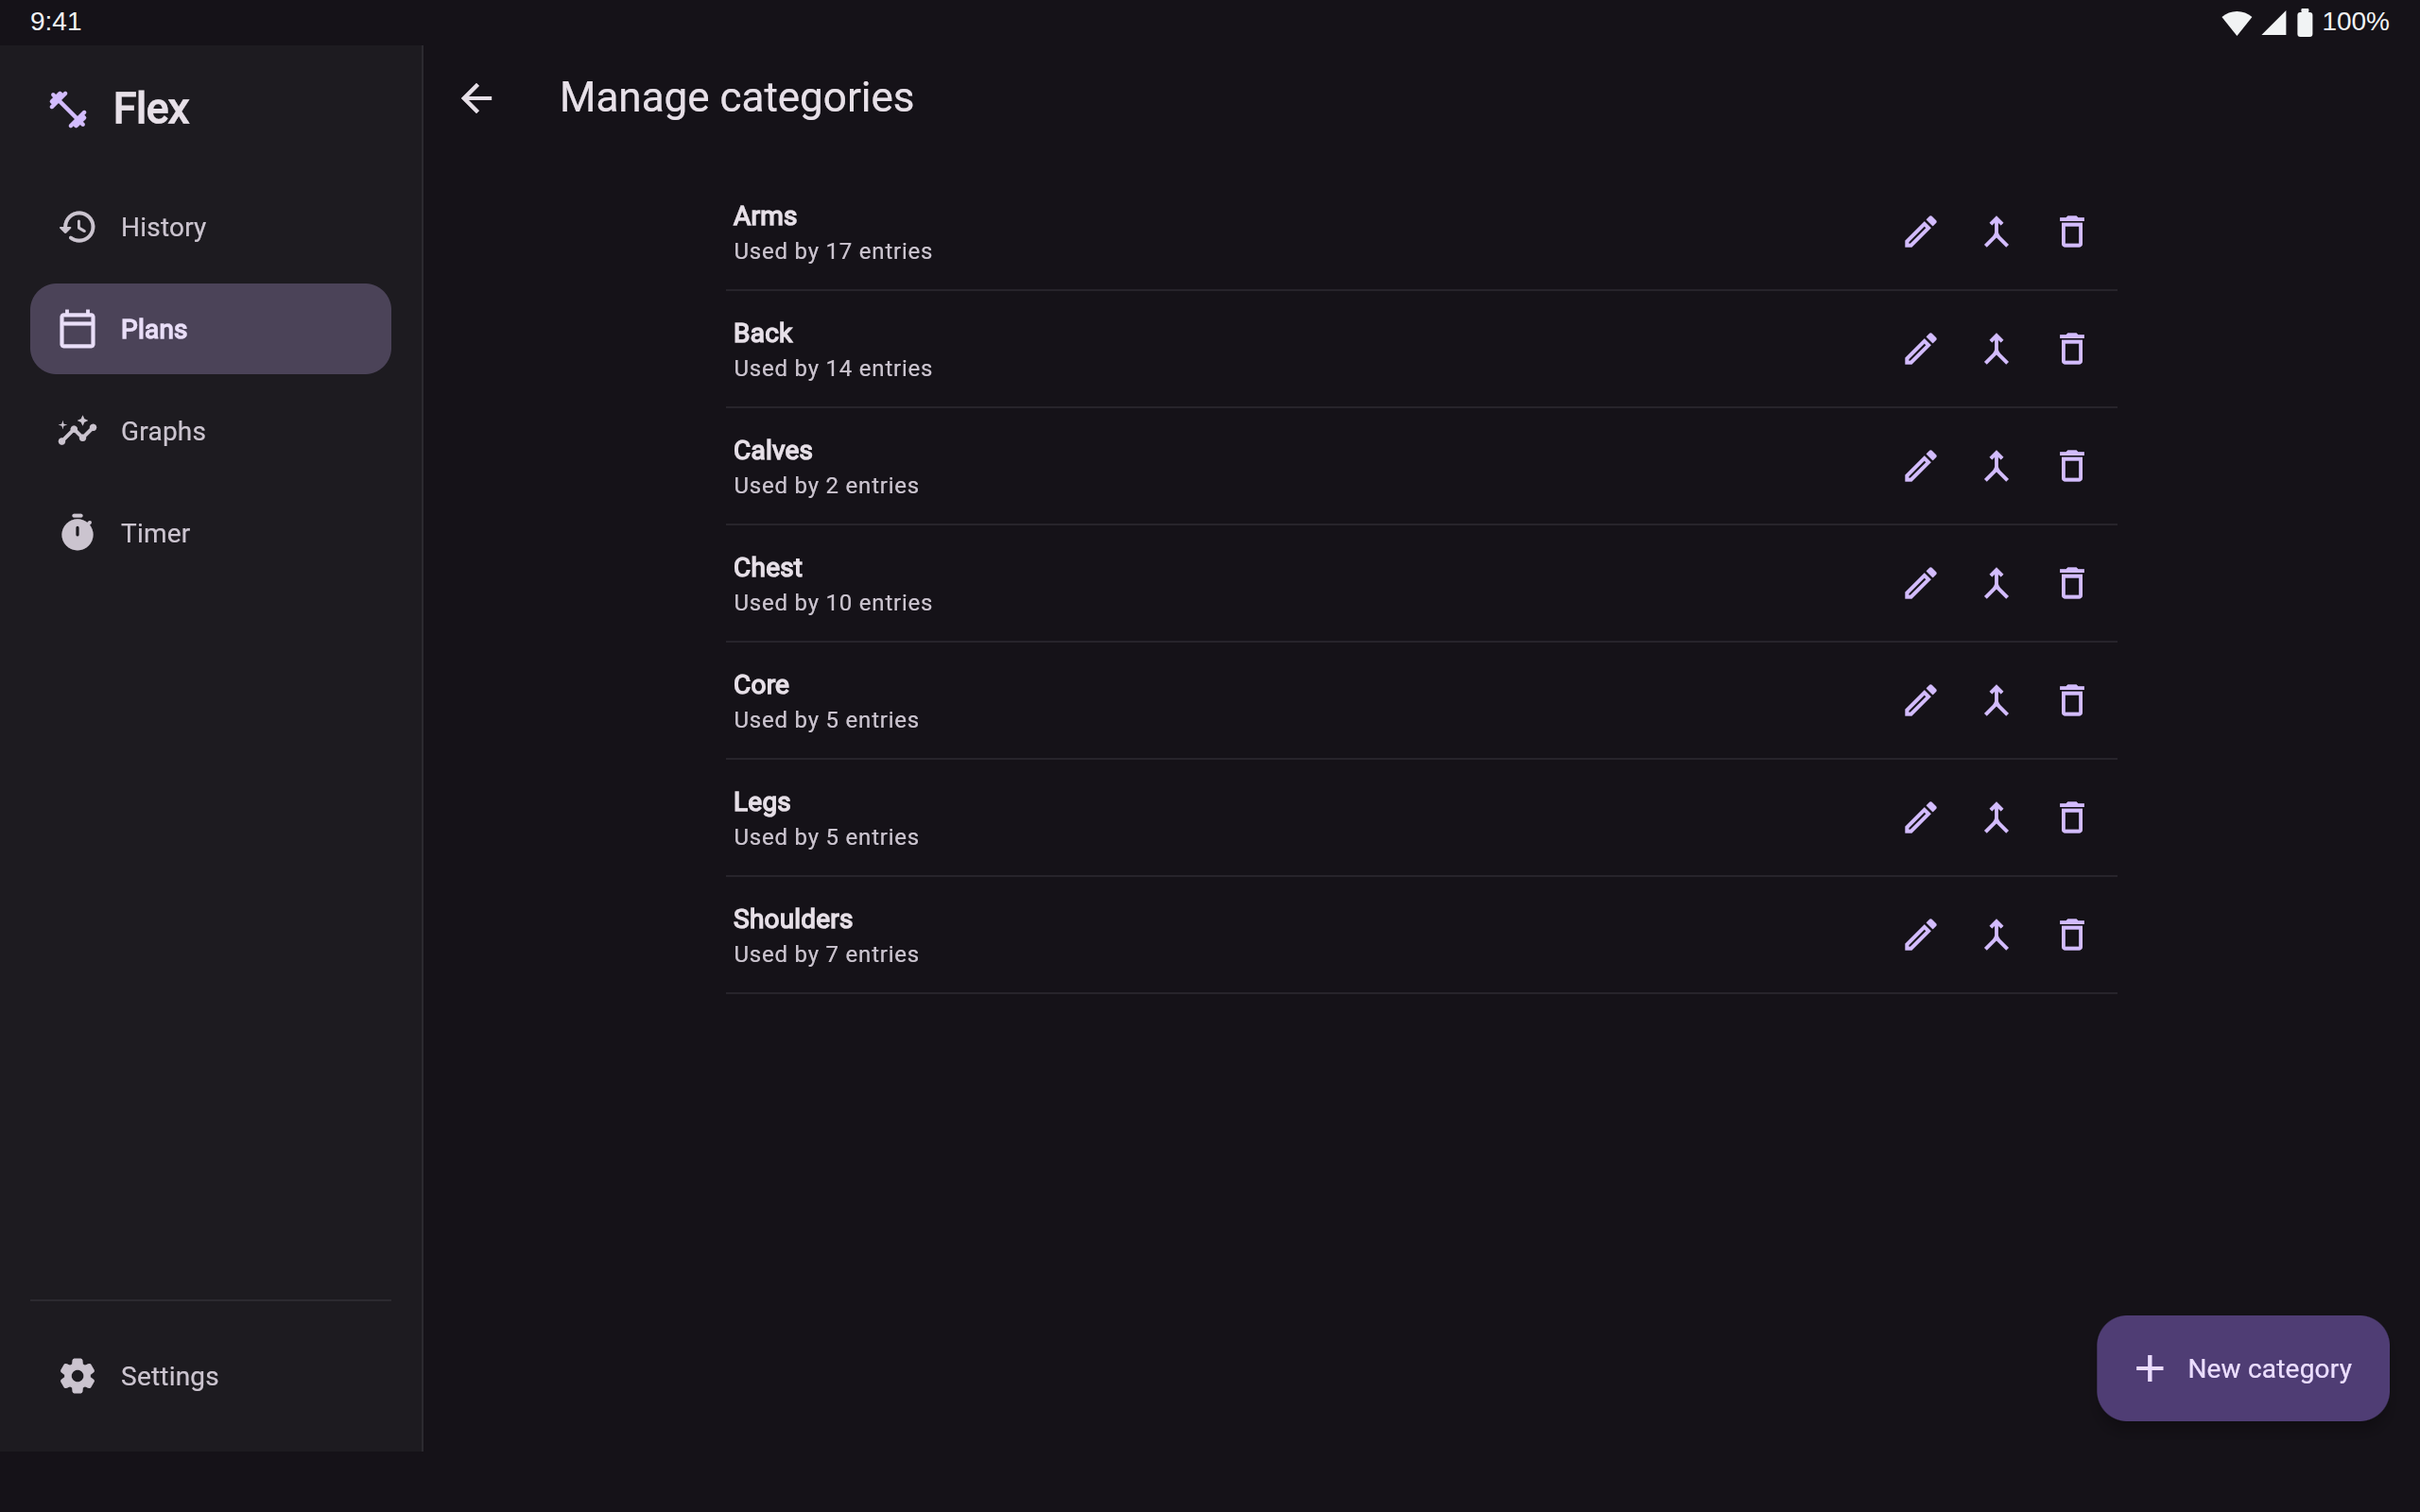 9:41
100%
Flex
History
Plans
Graphs
Timer
Settings
Manage categories
Arms
Used by 17 entries
Back
Used by 14 entries
Calves
Used by 2 entries
Chest
Used by 10 entries
Core
Used by 5 entries
Legs
Used by 5 entries
Shoulders
Used by 7 entries
New category